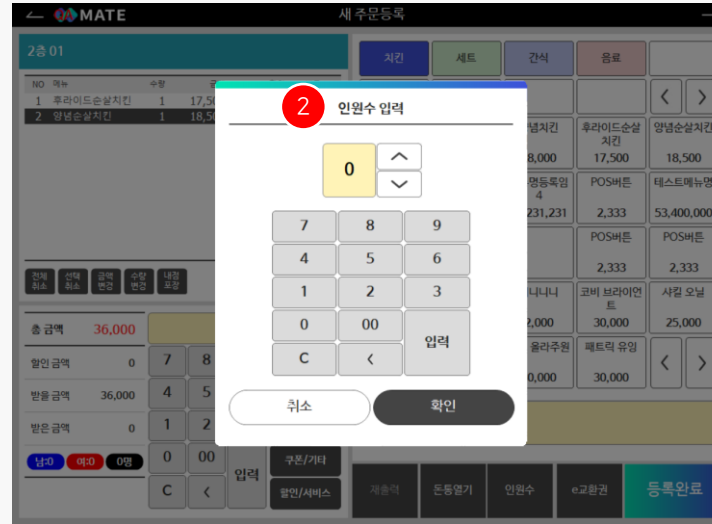 MATE
새 주문등록
2층 01
치킨
세트
간식
음료
NO 메뉴 수량
1 후라이드순살치킨 1 17,50
2 양념순살치킨 1 18,50
2 인원수 입력
0
7 8 9
4 5 6
1 2 3
0 00
입력
C <
취소
확인
< >
념치킨
8,000
후라이드순살
치킨
17,500
양념순살치킨
18,500
명등록임
4
231,231
POS버튼
2,333
테스트메뉴명
53,400,000
POS버튼
2,333
POS버튼
2,333
니니니
2,000
코비 브라이언
트
30,000
샤킬 오닐
25,000
올라주원
0,000
패트릭 유잉
30,000
< >
전체
취소
선택
취소
금액
변경
수량
변경
내점
포장
총 금액 36,000
할인 금액 0
받을 금액 36,000
받은 금액 0
남:0 여:0 0명
7 8
4 5
1 2
0 00
입력
C <
쿠폰/기타
할인/서비스
재출력
돈통열기
인원수
e교환권
등록완료